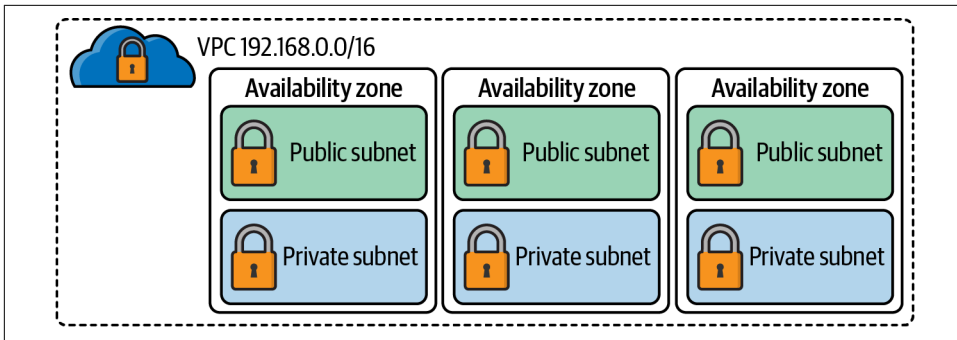 VPC 192.168.0.0/16
Availability zone
Public subnet
Private subnet
Availability zone
Public subnet
Private subnet
Availability zone
Public subnet
Private subnet